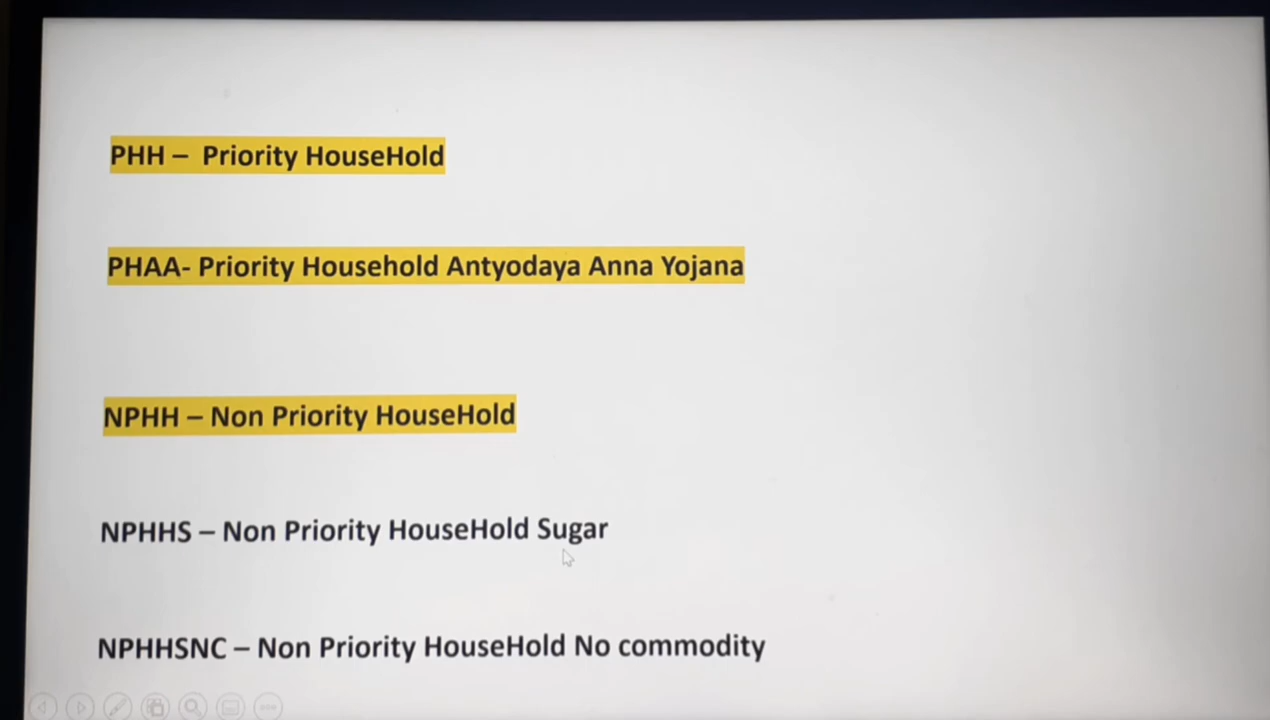 PHH – Priority HouseHold
PHAA- Priority Household Antyodaya Anna Yojana
NPHH – Non Priority HouseHold
NPHHS – Non Priority HouseHold Sugar
NPHHSNC – Non Priority HouseHold No commodity